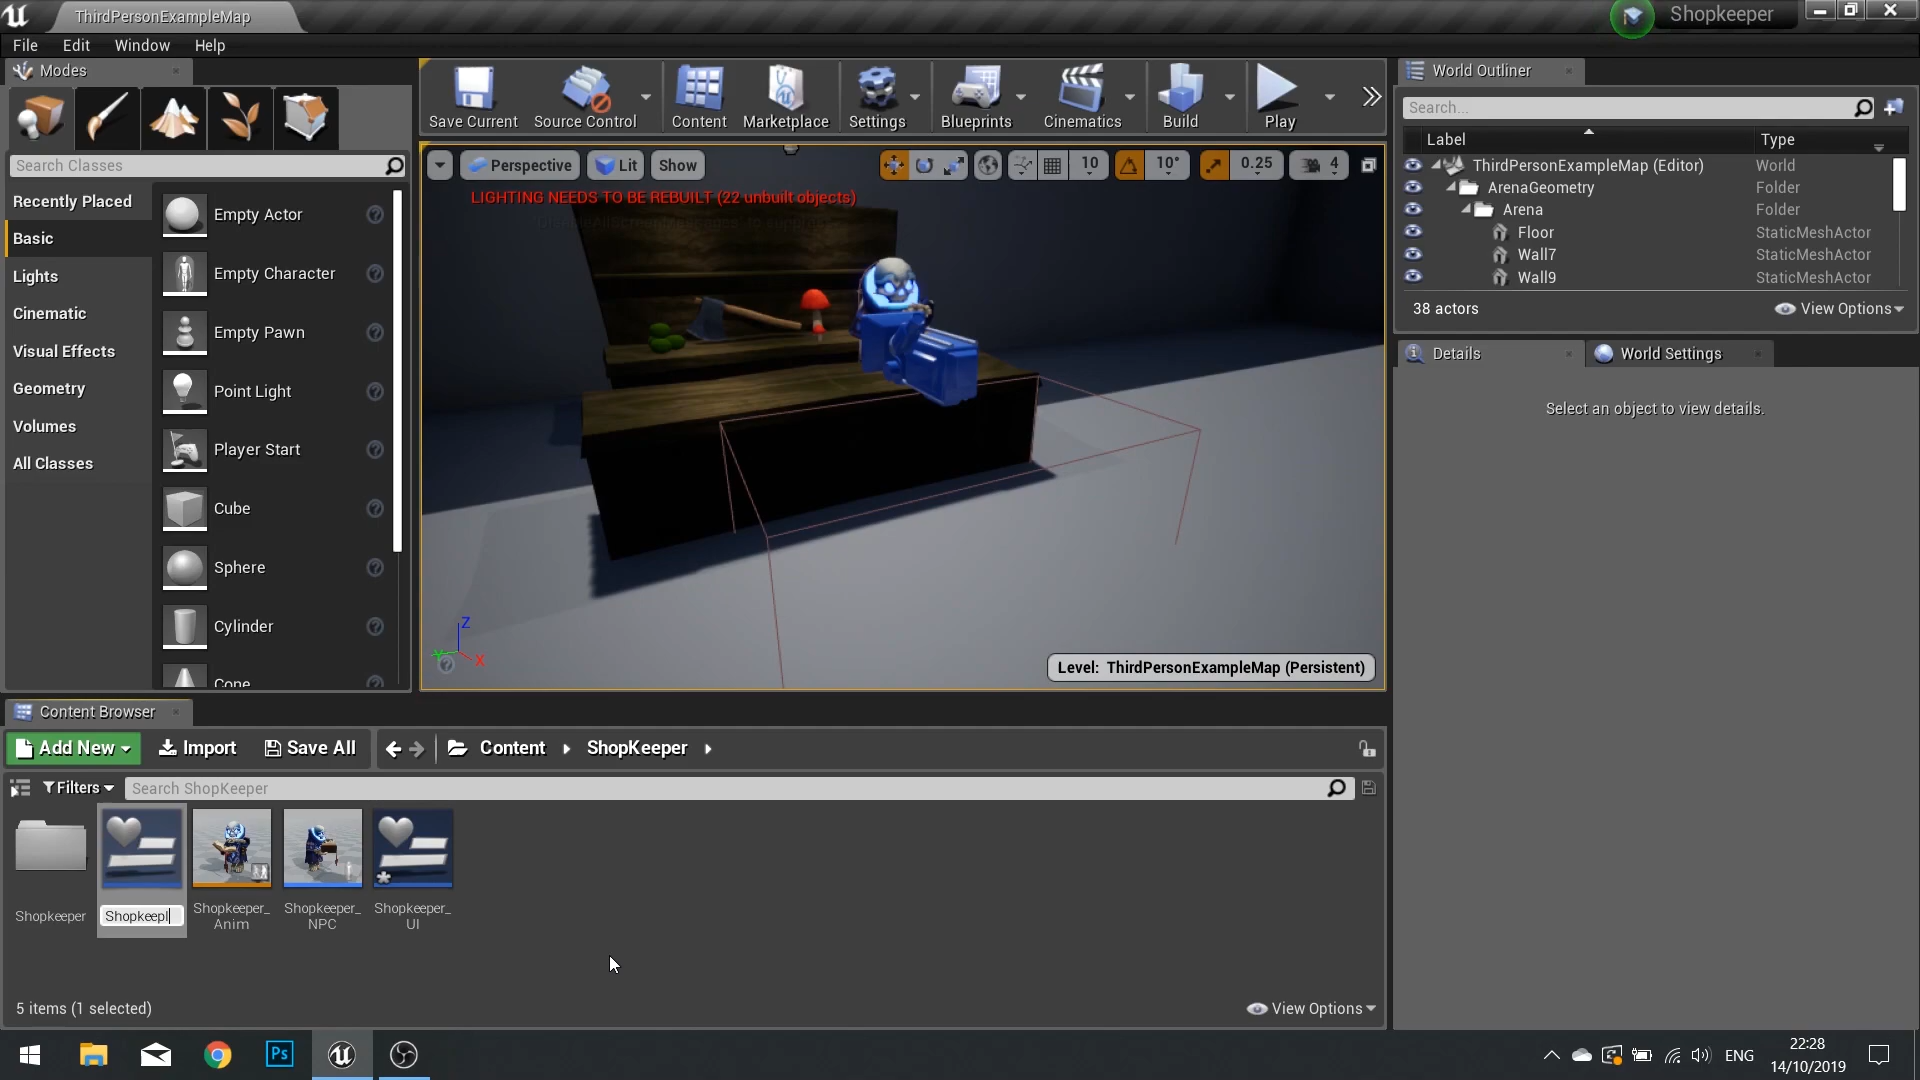 ThirdPersonExampleMap
Shopkeeper
File Edit Window Help
Modes
Search Classes
Recently Placed
Basic
Lights
Cinematic
Visual Effects
Geometry
Volumes
All Classes
Empty Actor
Empty Character
Empty Pawn
Point Light
Player Start
Cube
Sphere
Cylinder
Cone
Save Current Source Control Content Marketplace Settings Blueprints Cinematics Build Play
Perspective Lit Show 10 10° 0.25 4
LIGHTING NEEDS TO BE REBUILT (22 unbuilt objects)
Z
X
Level: ThirdPersonExampleMap (Persistent)
World Outliner
Search...
Label Type
ThirdPersonExampleMap (Editor) World
ArenaGeometry Folder
Arena Folder
Floor StaticMeshActor
Wall7 StaticMeshActor
Wall9 StaticMeshActor
38 actors View Options
Details World Settings
Select an object to view details.
Content Browser
Add New Import Save All Content ShopKeeper
Filters Search ShopKeeper
Shopkeeper
Shopkeepl
Shopkeeper_
Anim
Shopkeeper_
NPC
Shopkeeper_
UI
5 items (1 selected) View Options
Ps
ENG
22:28
14/10/2019